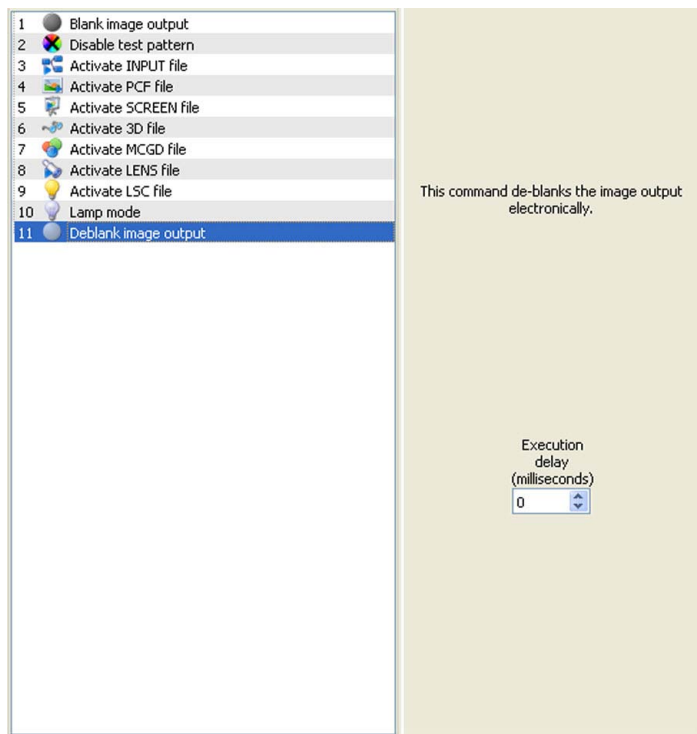 1 Blank image output
2 Disable test pattern
3 Activate INPUT file
4 Activate PCF file
5 Activate SCREEN file
6 Activate 3D file
7 Activate MCGD file
8 Activate LENS file
9 Activate LSC file
10 Lamp mode
11 Deblank image output
This command de-blanks the image output
electronically.
Execution
delay
(milliseconds)
0